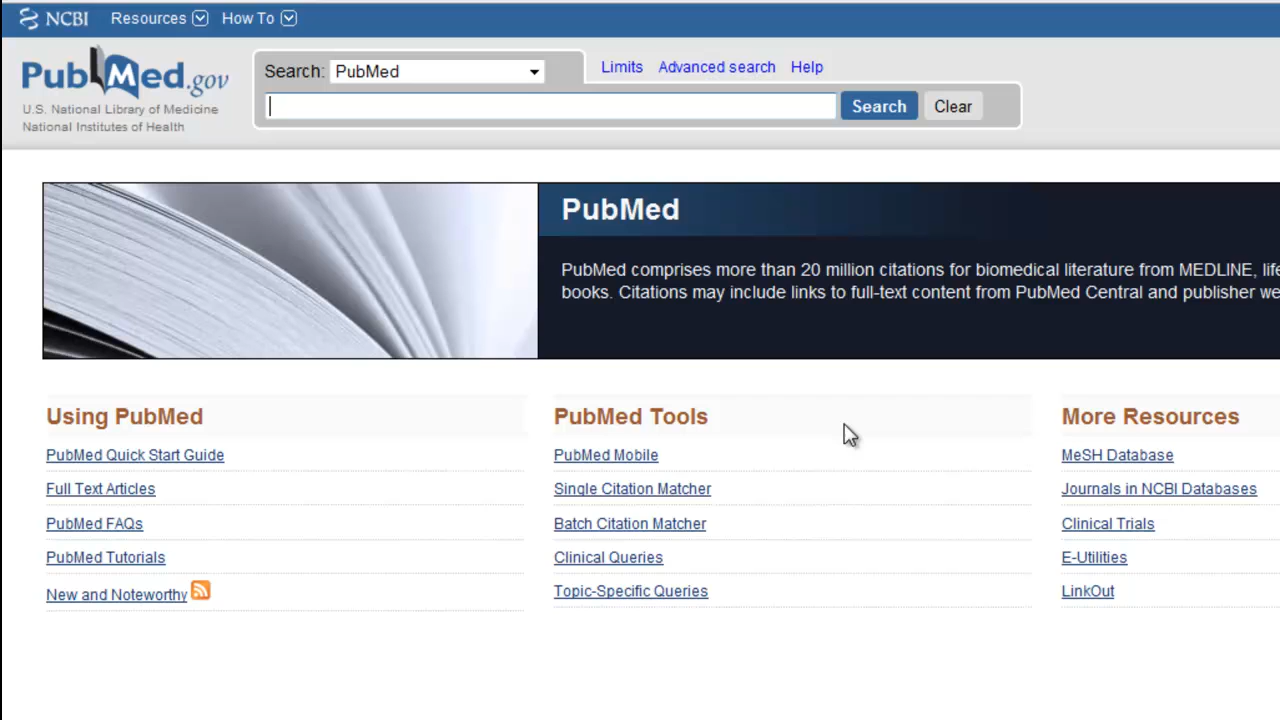 NCBI Resources How To
PubMed.gov
U.S. National Library of Medicine
National Institutes of Health
Search: PubMed
Limits Advanced search Help
Search Clear
PubMed
PubMed comprises more than 20 million citations for biomedical literature from MEDLINE,
books. Citations may include links to full-text content from PubMed Central and publisher
Using PubMed
PubMed Quick Start Guide
Full Text Articles
PubMed FAQs
PubMed Tutorials
New and Noteworthy
PubMed Tools
PubMed Mobile
Single Citation Matcher
Batch Citation Matcher
Clinical Queries
Topic-Specific Queries
More Resources
MeSH Database
Journals in NCBI Databases
Clinical Trials
E-Utilities
LinkOut